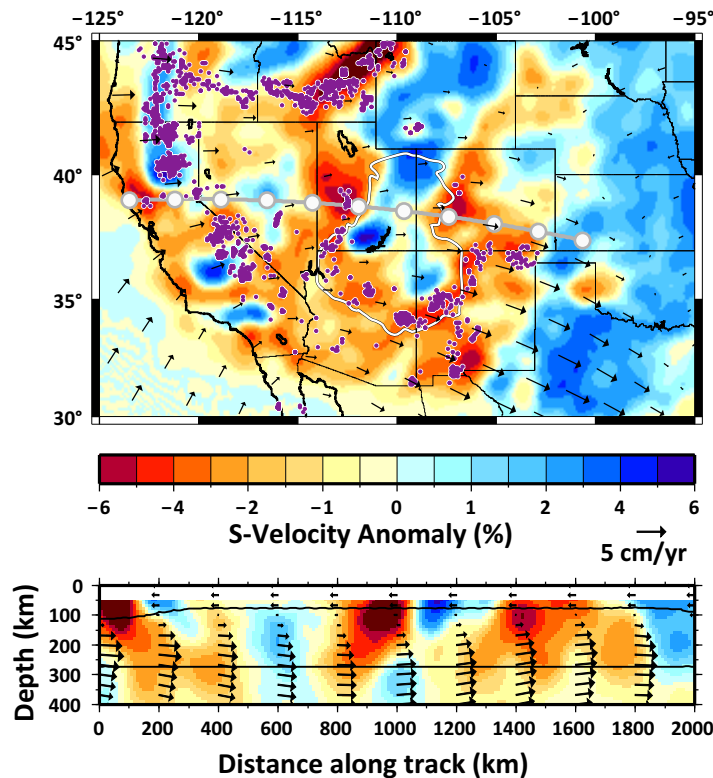 −125 −120 −115 −110 −105 −100 −95
45°
40°
35°
30°
−6 −4 −2 −1 0 1 2 4 6
S-Velocity Anomaly (%)
5 cm/yr
Depth (km)
0
100
200
300
400
0 200 400 600 800 1000 1200 1400 1600 1800 2000
Distance along track (km)